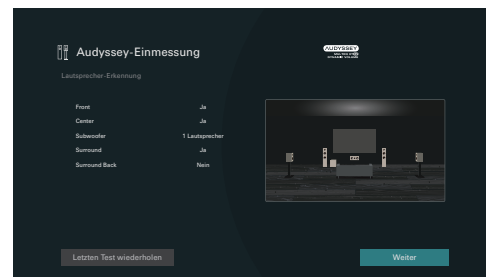 Audyssey-Einmessung
AUDYSSEY
Lautsprecher-Erkennung
Front Ja
Center Ja
Subwoofer 1 Lautsprecher
Surround Ja
Surround Back Nein
Letzten Test wiederholen
Weiter